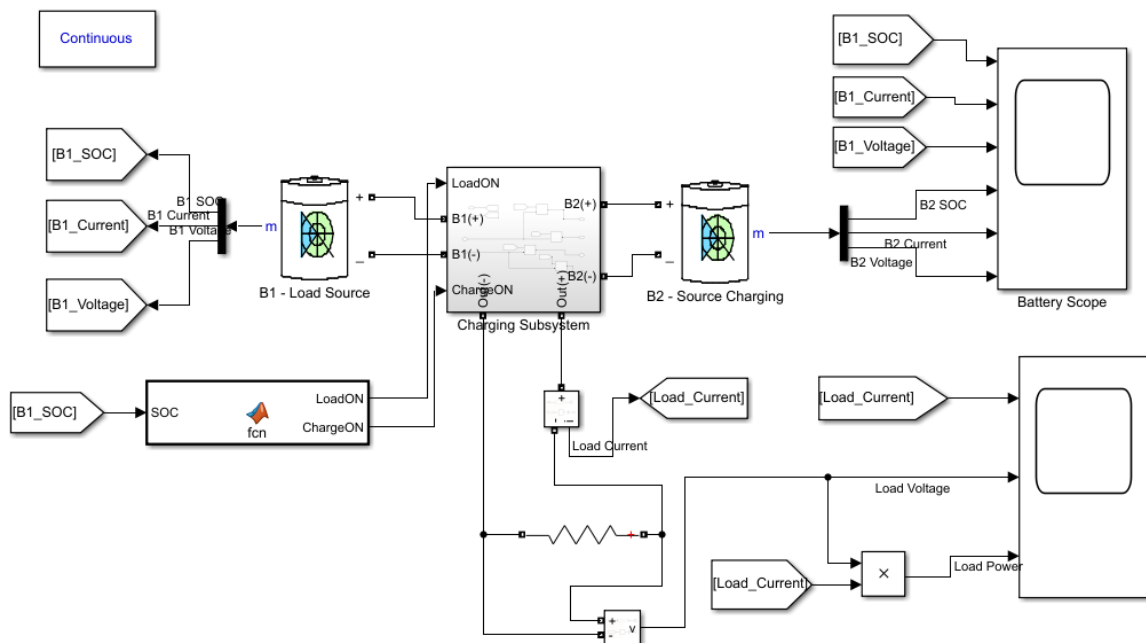 Continuous
[B1_SOC]
[B1_Current]
[B1_Voltage]
B1 SOC
B1 Current
B1 Voltage
m
+
_
B1 - Load Source
LoadON
B1(+)
B1(-)
ChargeON
B2(+)
B2(-)
Out(-)
Out(+)
Charging Subsystem
+
_
m
B2 - Source Charging
B2 SOC
B2 Current
B2 Voltage
[B1_SOC]
[B1_Current]
[B1_Voltage]
Battery Scope
[B1_SOC]
SOC
fcn
LoadON
ChargeON
+
-
i
Load Current
[Load_Current]
[Load_Current]
Load Voltage
[Load_Current]
×
Load Power
+
+
-
v